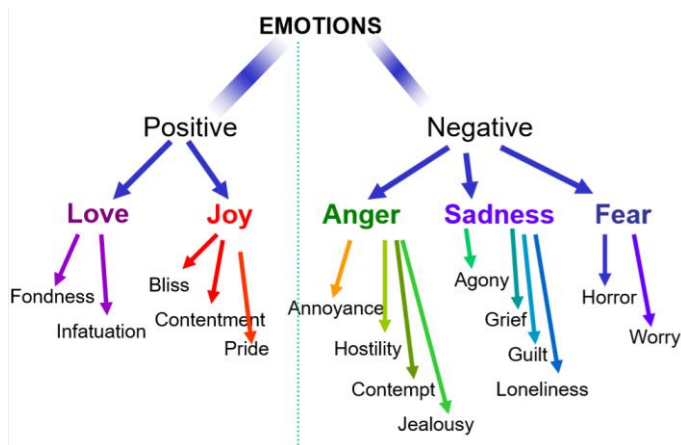 EMOTIONS
Positive
Negative
Love
Joy
Anger
Sadness
Fear
Fondness
Infatuation
Bliss
Contentment
Pride
Annoyance
Hostility
Contempt
Jealousy
Agony
Grief
Guilt
Loneliness
Horror
Worry